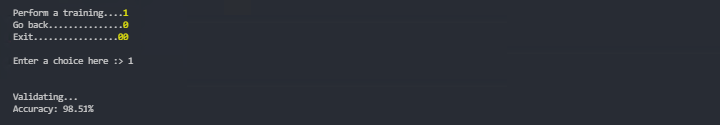 Perform a training....1
Go back...............0
Exit.................00
Enter a choice here :> 1
Validating...
Accuracy: 98.51%